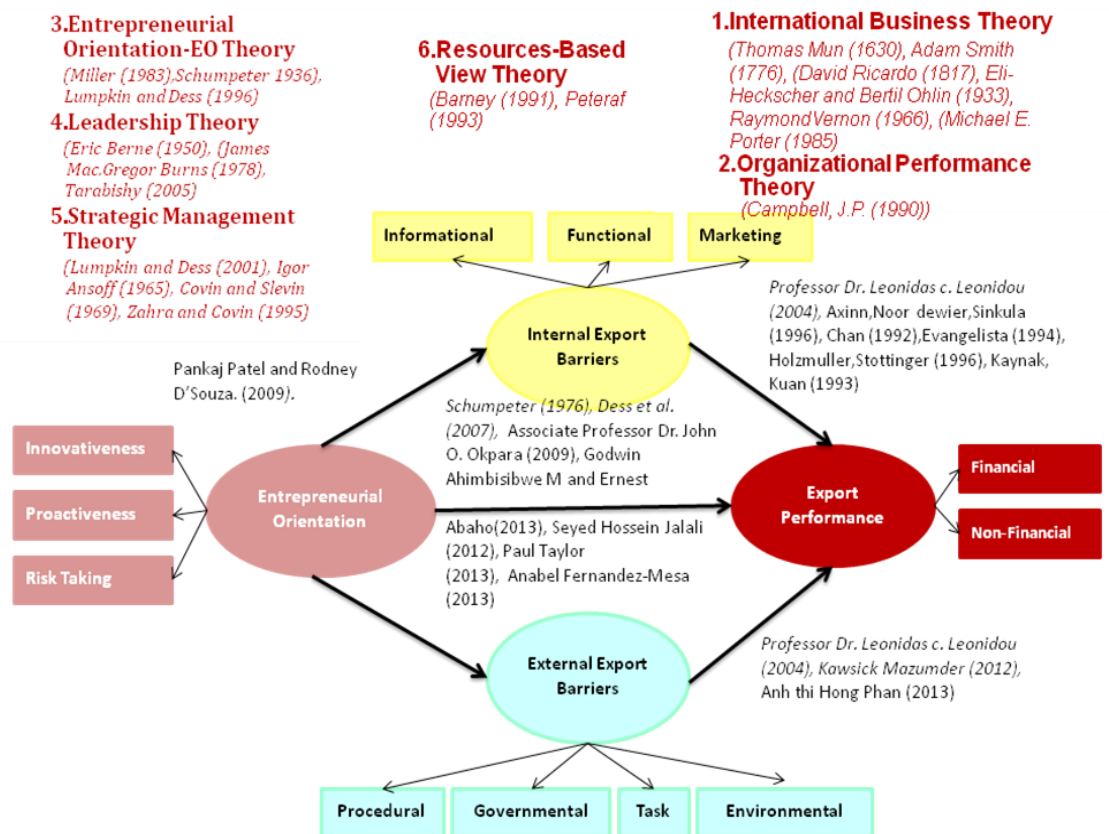 3.Entrepreneurial
Orientation-EO Theory
(Miller (1983),Schumpeter 1936),
Lumpkin and Dess (1996)
4.Leadership Theory
(Eric Berne (1950), (James
Mac.Gregor Burns (1978),
Tarabishy (2005)
5.Strategic Management
Theory
(Lumpkin and Dess (2001), Igor
Ansoff (1965), Covin and Slevin
(1969), Zahra and Covin (1995)
6.Resources-Based
View Theory
(Barney (1991), Peteraf
(1993)
1.International Business Theory
(Thomas Mun (1630), Adam Smith
(1776), (David Ricardo (1817), Eli-
Heckscher and Bertil Ohlin (1933),
Raymond Vernon (1966), (Michael E.
Porter (1985)
2.Organizational Performance
Theory
(Campbell, J.P. (1990))
Informational
Functional
Marketing
Internal Export
Barriers
Professor Dr. Leonidas c. Leonidou
(2004), Axinn,Noor dewier,Sinkula
(1996), Chan (1992),Evangelista (1994),
Holzmuller,Stottinger (1996), Kaynak,
Kuan (1993)
Pankaj Patel and Rodney
D'Souza. (2009).
Schumpeter (1976), Dess et al.
(2007), Associate Professor Dr. John
O. Okpara (2009), Godwin
Ahimbisibwe M and Ernest
Innovativeness
Proactiveness
Risk Taking
Entrepreneurial
Orientation
Export
Performance
Financial
Non-Financial
Abaho(2013), Seyed Hossein Jalali
(2012), Paul Taylor
(2013), Anabel Fernandez-Mesa
(2013)
External Export
Barriers
Professor Dr. Leonidas c. Leonidou
(2004), Kawsick Mazumder (2012),
Anh thi Hong Phan (2013)
Procedural
Governmental
Task
Environmental